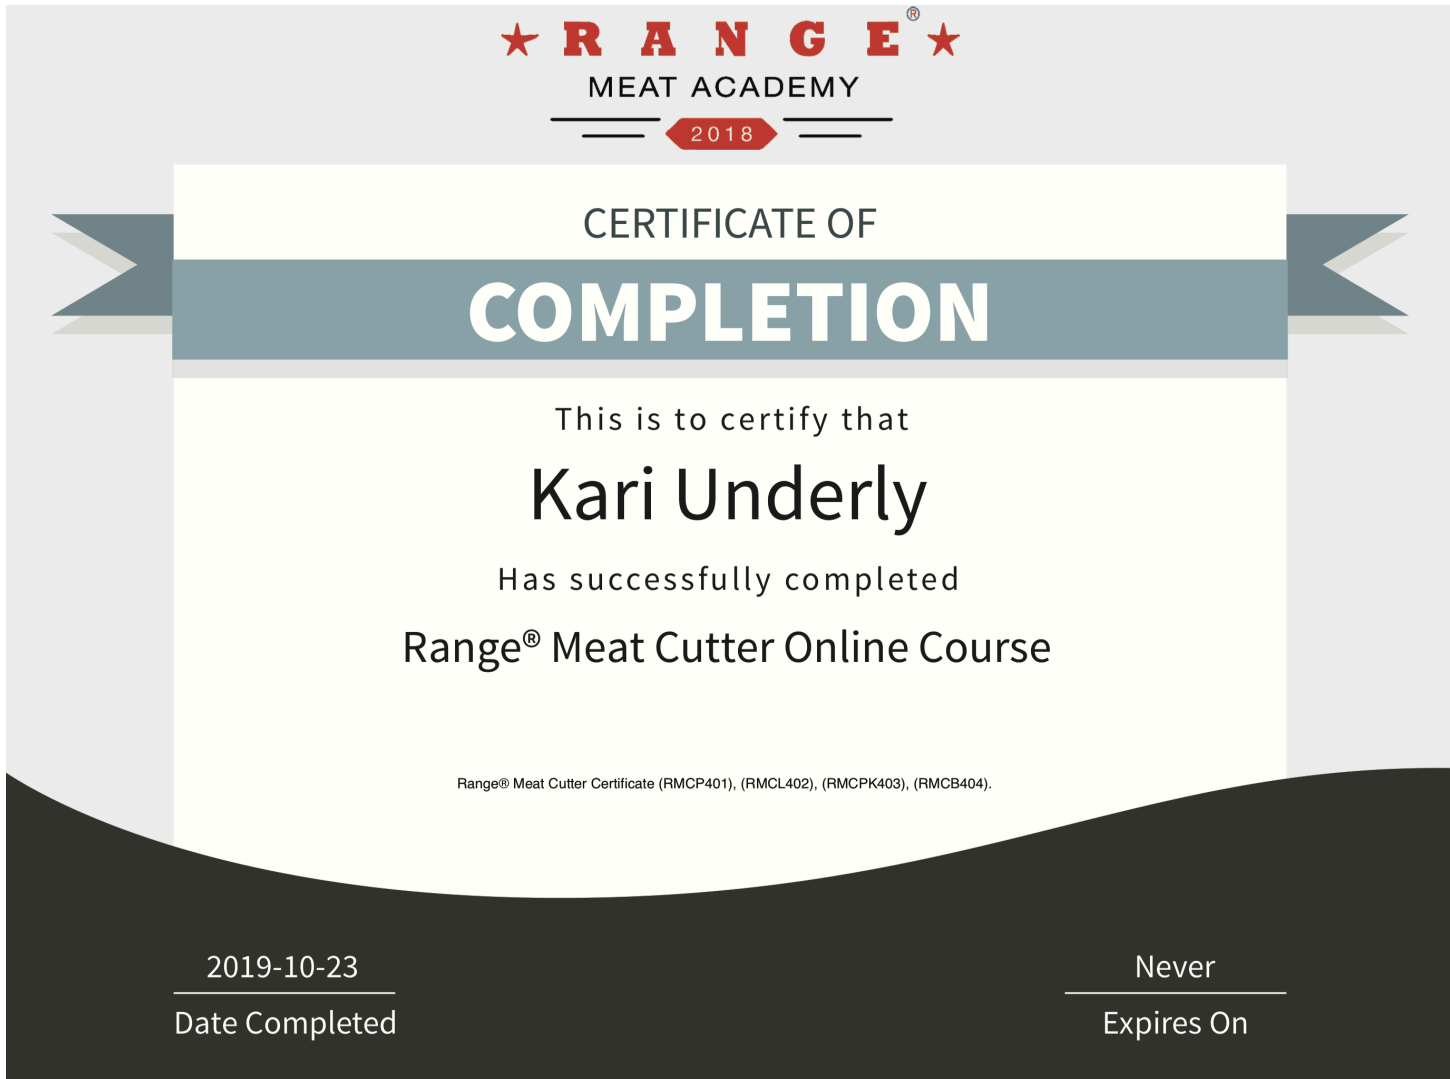 R A N G E®
MEAT ACADEMY
2018
CERTIFICATE OF
COMPLETION
This is to certify that
Kari Underly
Has successfully completed
Range® Meat Cutter Online Course
Range® Meat Cutter Certificate (RMCP401), (RMCL402), (RMCPK403), (RMCB404).
2019-10-23
Date Completed
Never
Expires On